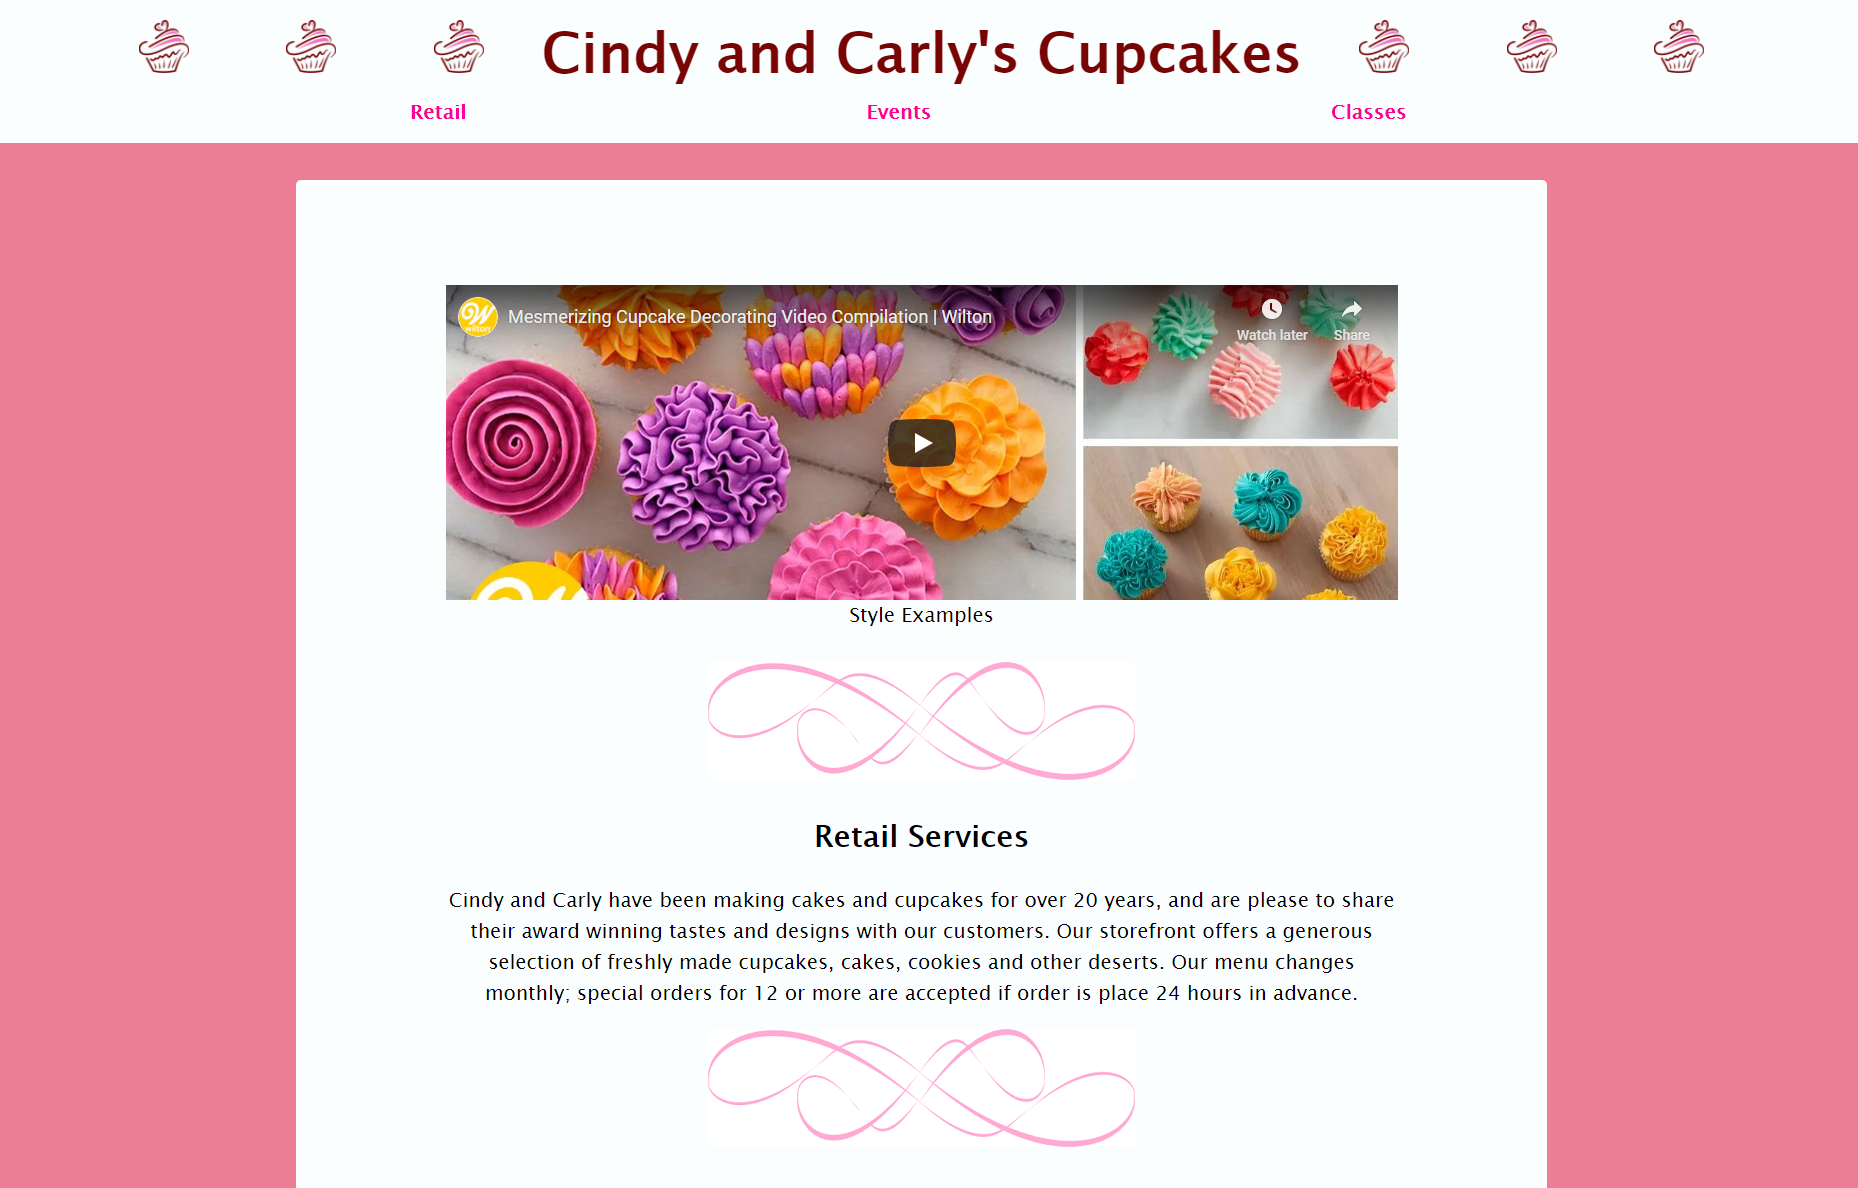 Cindy and Carly's Cupcakes
Retail Events Classes
Wilton
Mesmerizing Cupcake Decorating Video Compilation | Wilton
Watch later Share
Style Examples
Retail Services
Cindy and Carly have been making cakes and cupcakes for over 20 years, and are please to share
their award winning tastes and designs with our customers. Our storefront offers a generous
selection of freshly made cupcakes, cakes, cookies and other deserts. Our menu changes
monthly; special orders for 12 or more are accepted if order is place 24 hours in advance.